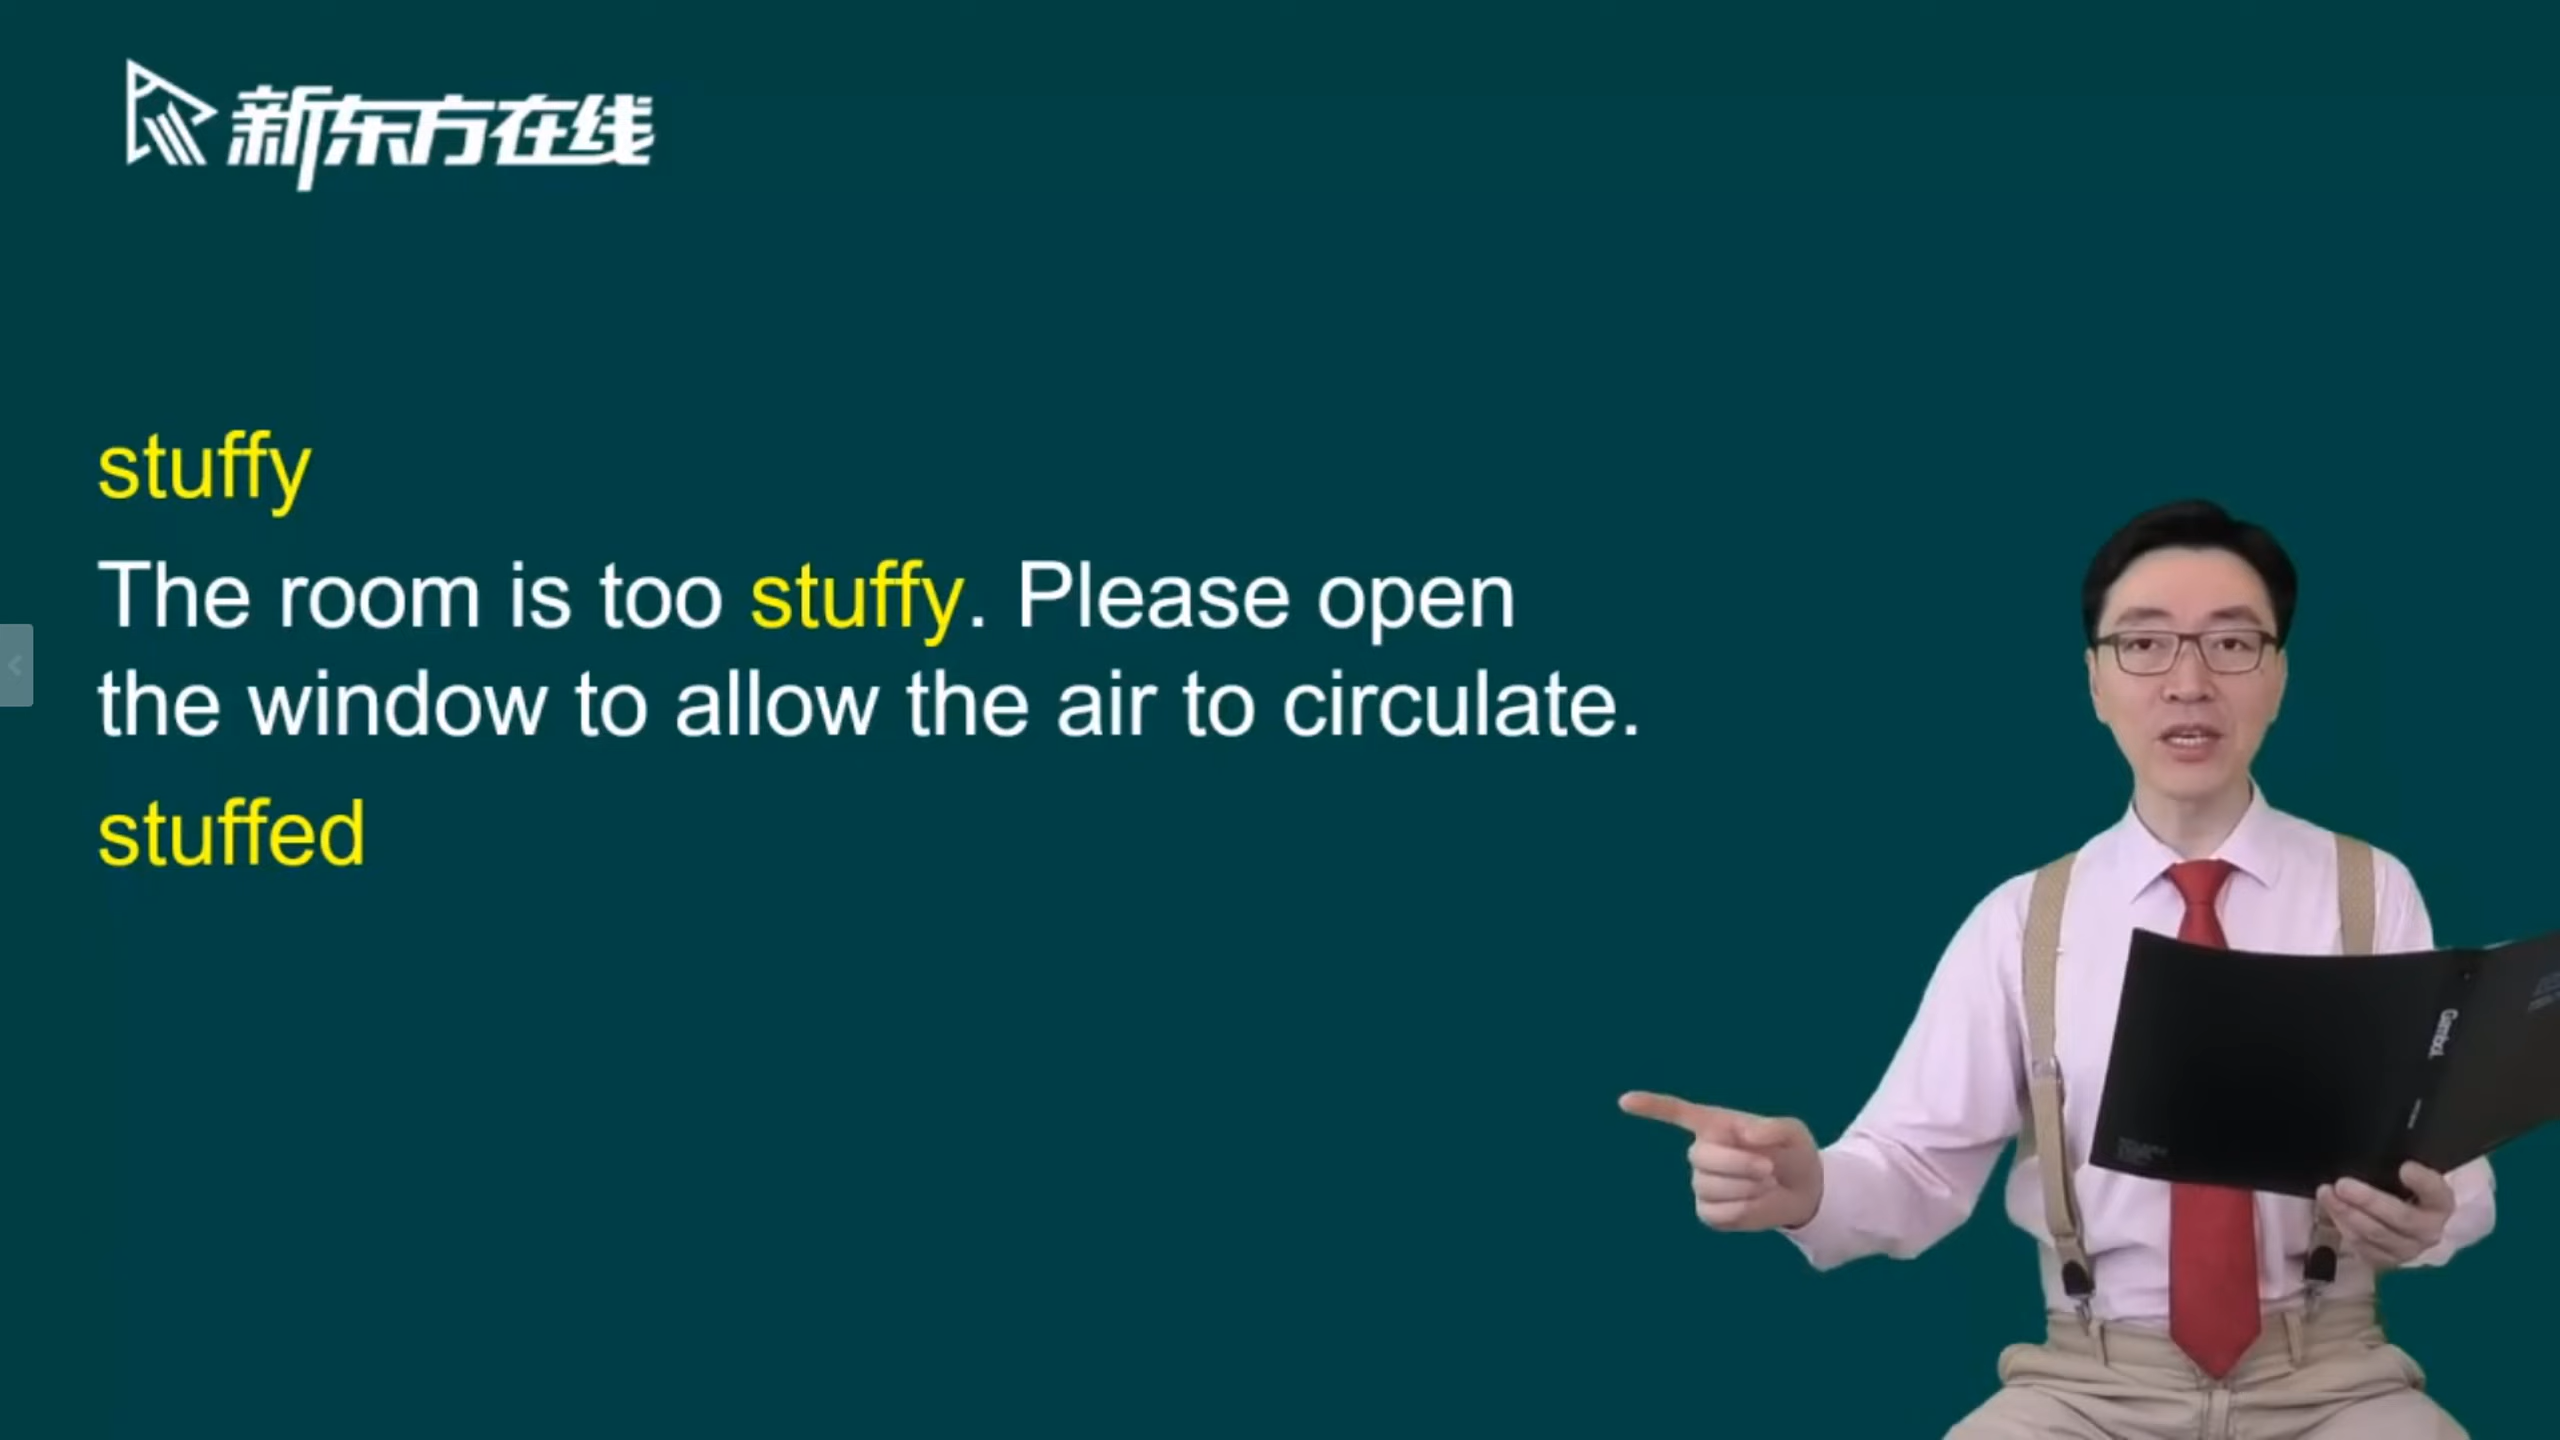 新东方在线
stuffy
The room is too stuffy. Please open
the window to allow the air to circulate.
stuffed
Gambol